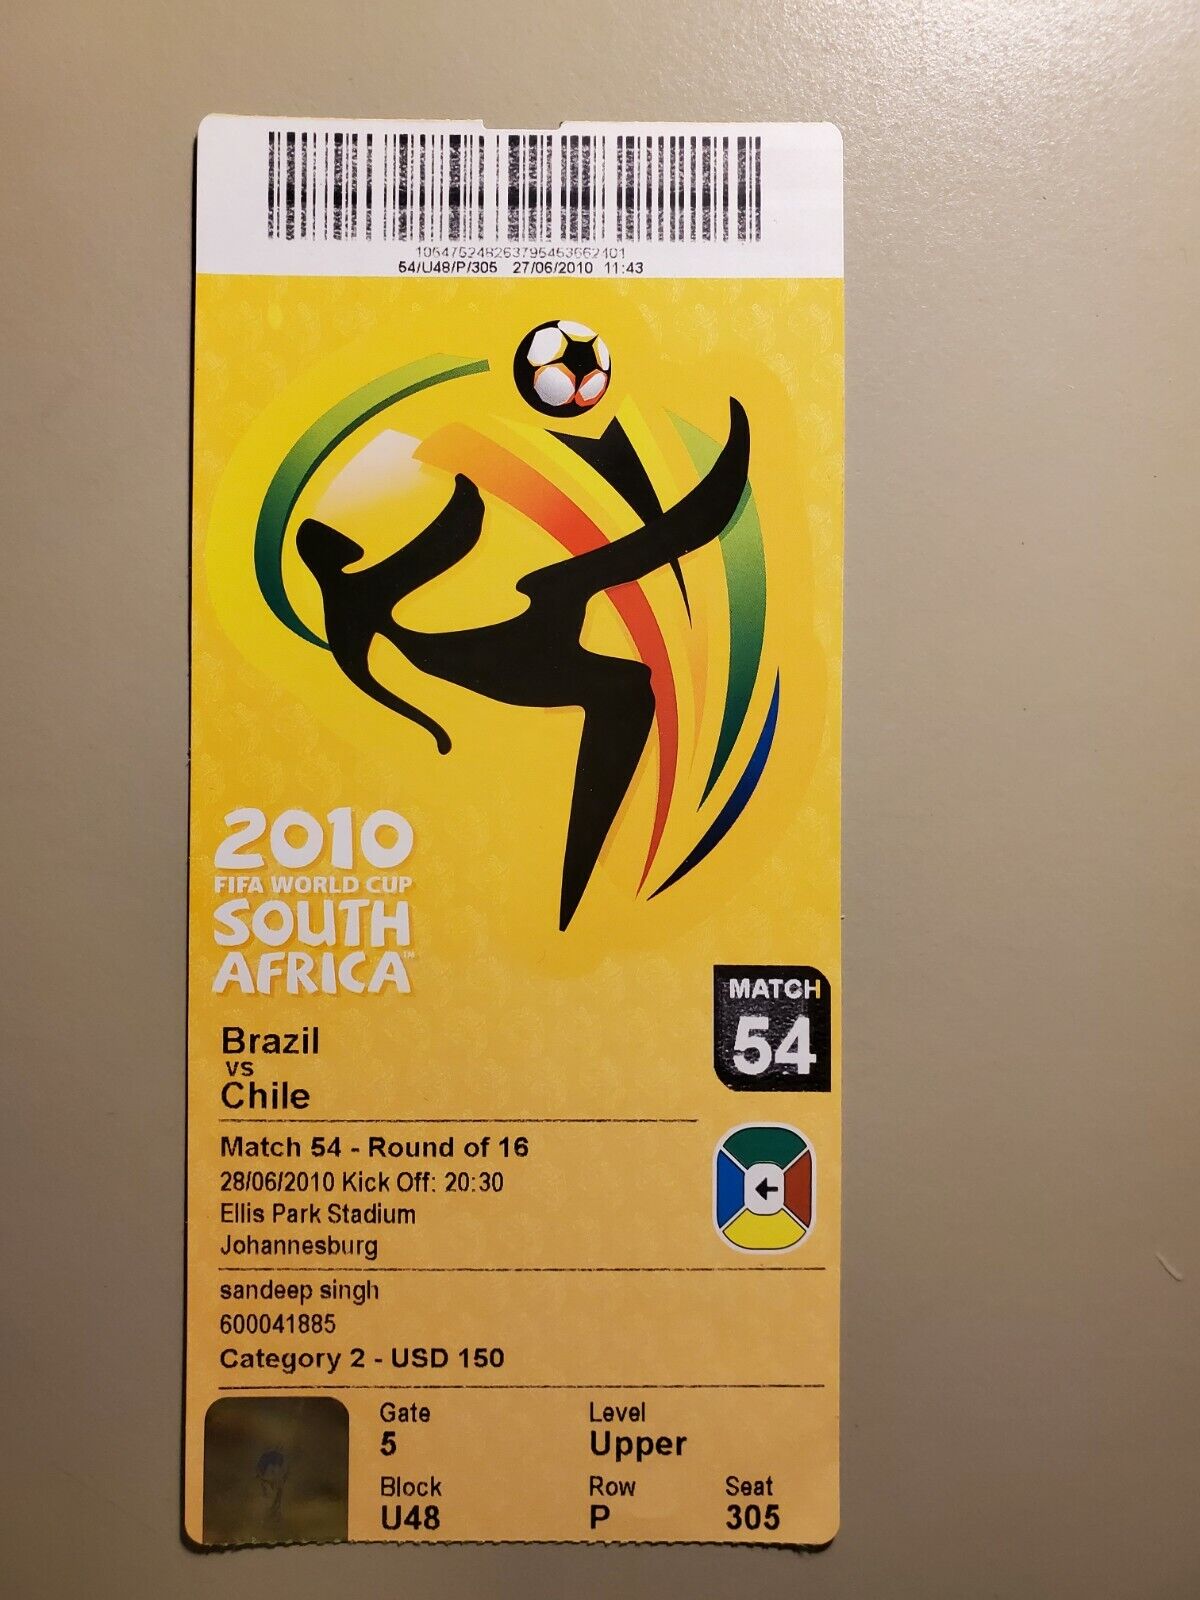 54/U48/P/305 27/06/2010 11:43
2010
FIFA WORLD CUP
SOUTH
AFRICA™
MATCH
54
Brazil
vs
Chile
Match 54 - Round of 16
28/06/2010 Kick Off: 20:30
Ellis Park Stadium
Johannesburg
sandeep singh
600041885
Category 2 - USD 150
Gate Level
5 Upper
Block Row Seat
U48 P 305